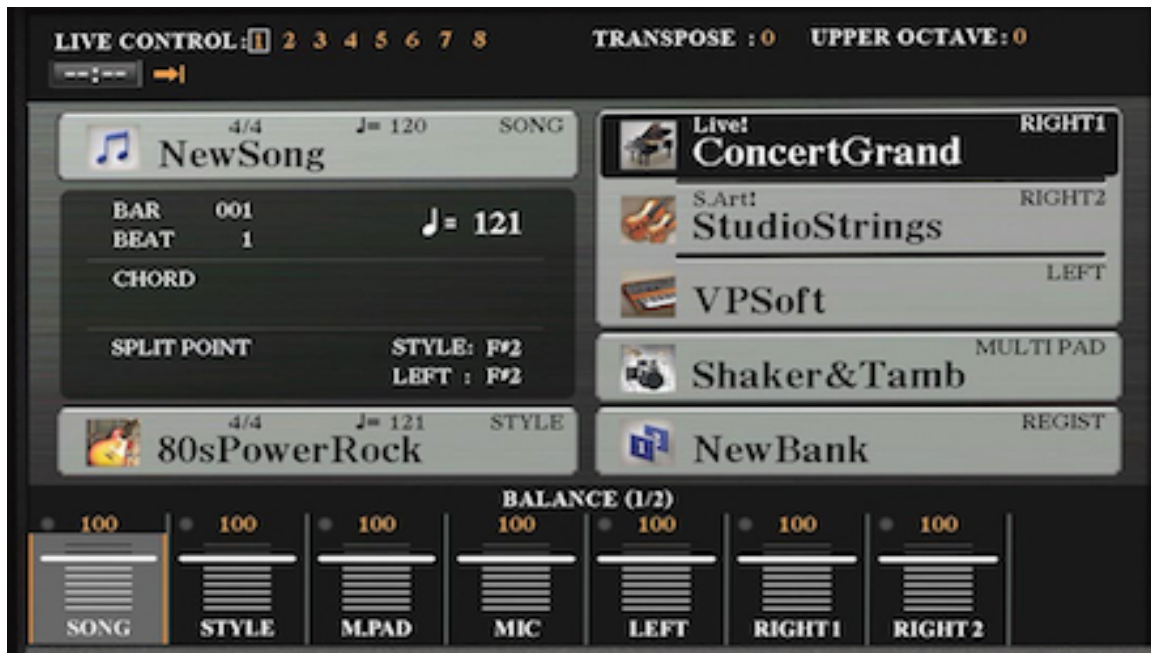 LIVE CONTROL: 1 2 3 4 5 6 7 8
TRANSPOSE : 0
UPPER OCTAVE: 0
--:--
4/4 ♩= 120 SONG
NewSong
BAR 001
BEAT 1
♩= 121
CHORD
SPLIT POINT
STYLE: F#2
LEFT : F#2
4/4 ♩= 121 STYLE
80sPowerRock
Live! RIGHT1
ConcertGrand
S.Art! RIGHT2
StudioStrings
LEFT
VPSoft
MULTI PAD
Shaker&Tamb
REGIST
NewBank
BALANCE (1/2)
100 100 100 100 100 100 100
SONG STYLE M.PAD MIC LEFT RIGHT1 RIGHT2